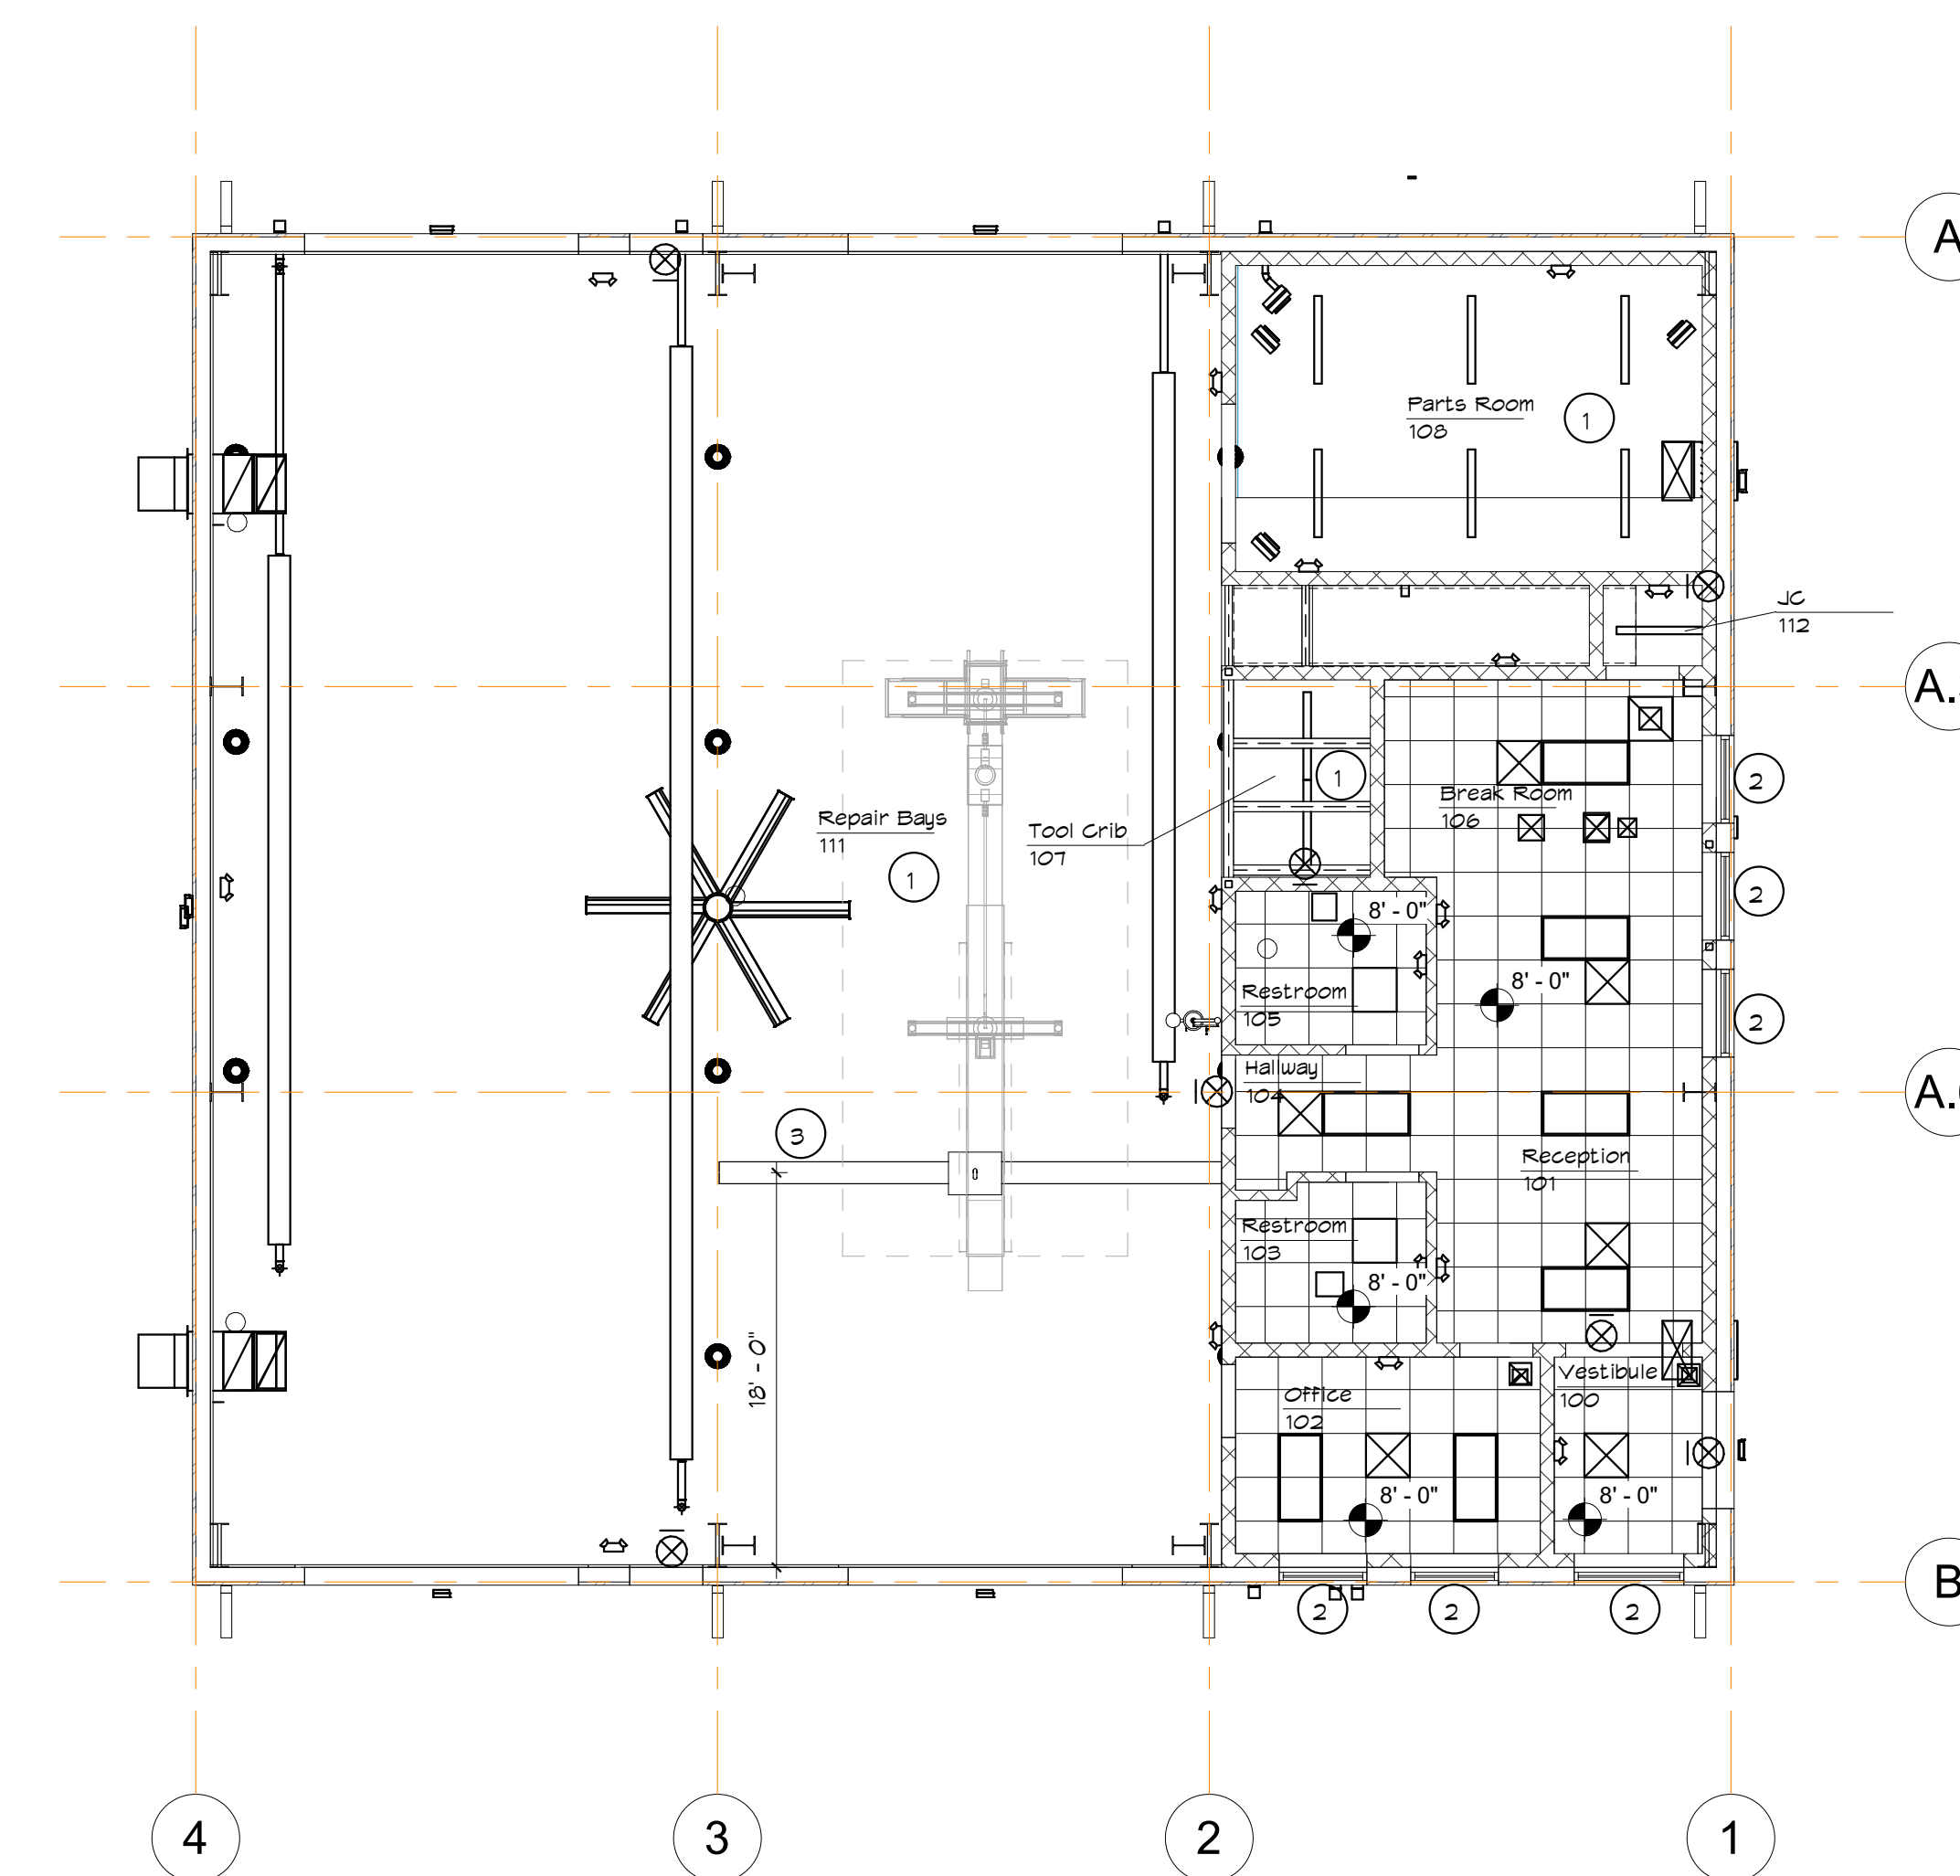 A
Parts Room
108
1
JC
112
A.
2
Break Room
106
1
Repair Bays
111
1
Tool Crib
107
2
8' - 0"
8' - 0"
Restroom
105
2
Hallway
104
A.
3
Reception
101
Restroom
103
8' - 0"
18' - 0"
Vestibule
100
Office
102
8' - 0"
8' - 0"
B
2
2
2
4
3
2
1